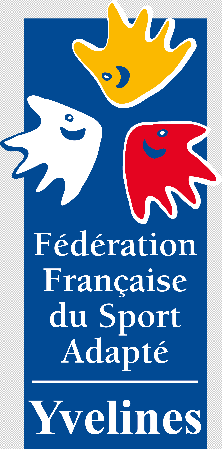 Fédération
Française
du Sport
Adapté
Yvelines